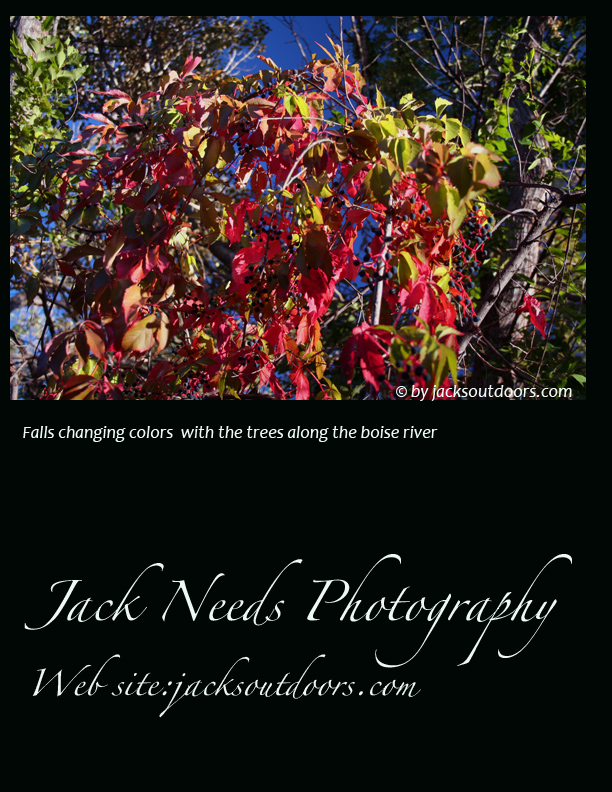 © by jacksoutdoors.com
Falls changing colors  with the trees along the boise river
Jack Needs Photography
Web site:jacksoutdoors.com